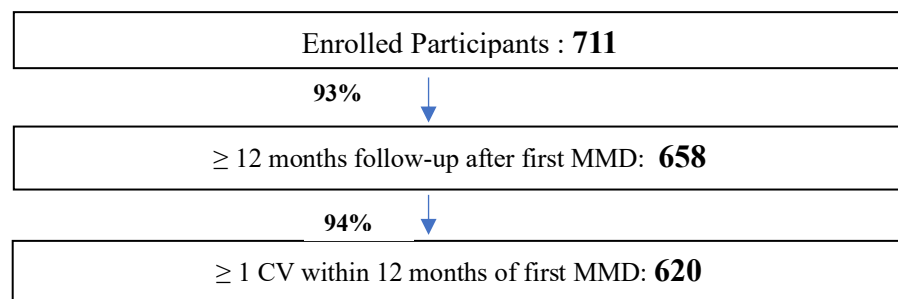 Enrolled Participants : 711
93%
≥ 12 months follow-up after first MMD: 658
94%
≥ 1 CV within 12 months of first MMD: 620